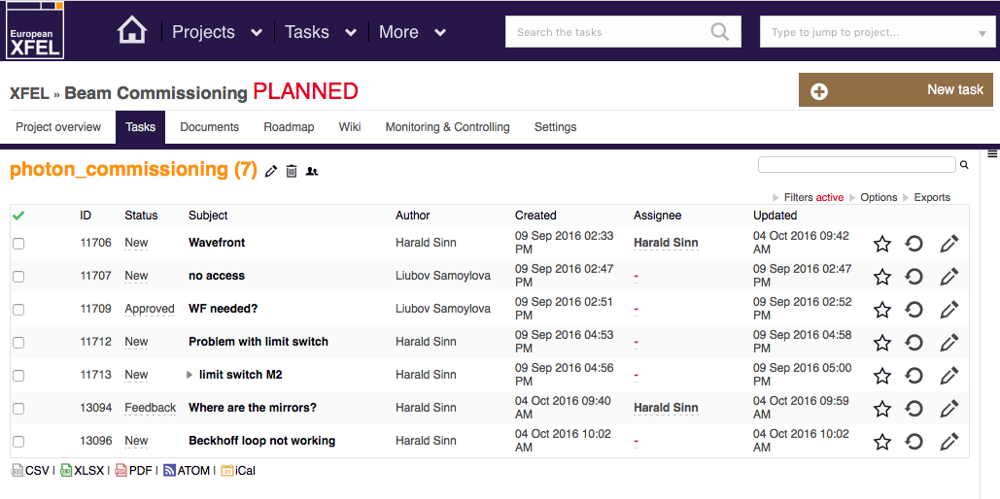 European
XFEL
Projects Tasks More Search the tasks Type to jump to project...
XFEL » Beam Commissioning PLANNED New task
Project overview Tasks Documents Roadmap Wiki Monitoring & Controlling Settings
photon_commissioning (7)
Filters active Options Exports
ID Status Subject Author Created Assignee Updated
11706 New Wavefront Harald Sinn 09 Sep 2016 02:33 PM Harald Sinn 04 Oct 2016 09:42 AM
11707 New no access Liubov Samoylova 09 Sep 2016 02:47 PM - 09 Sep 2016 02:47 PM
11709 Approved WF needed? Liubov Samoylova 09 Sep 2016 02:51 PM - 09 Sep 2016 02:52 PM
11712 New Problem with limit switch Harald Sinn 09 Sep 2016 04:53 PM - 09 Sep 2016 04:58 PM
11713 New limit switch M2 Harald Sinn 09 Sep 2016 04:56 PM - 09 Sep 2016 05:00 PM
13094 Feedback Where are the mirrors? Harald Sinn 04 Oct 2016 09:40 AM Harald Sinn 04 Oct 2016 09:59 AM
13096 New Beckhoff loop not working Harald Sinn 04 Oct 2016 10:02 AM - 04 Oct 2016 10:02 AM
CSV | XLSX | PDF | ATOM | iCal